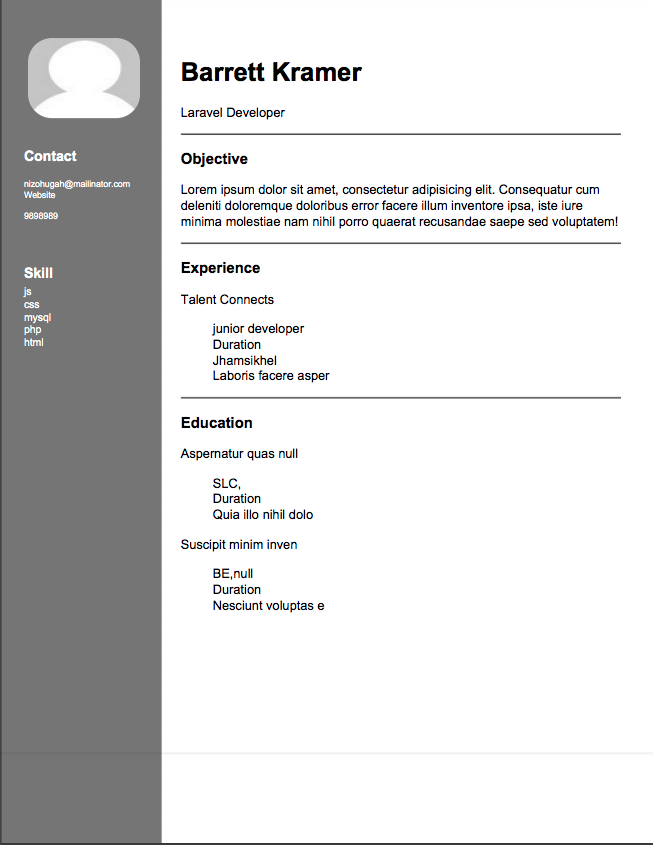 Contact
nizohugah@mailinator.com
Website
9898989
Skill
js
css
mysql
php
html
Barrett Kramer
Laravel Developer
Objective
Lorem ipsum dolor sit amet, consectetur adipisicing elit. Consequatur cum
deleniti doloremque doloribus error facere illum inventore ipsa, iste iure
minima molestiae nam nihil porro quaerat recusandae saepe sed voluptatem!
Experience
Talent Connects
junior developer
Duration
Jhamsikhel
Laboris facere asper
Education
Aspernatur quas null
SLC,
Duration
Quia illo nihil dolo
Suscipit minim inven
BE,null
Duration
Nesciunt voluptas e